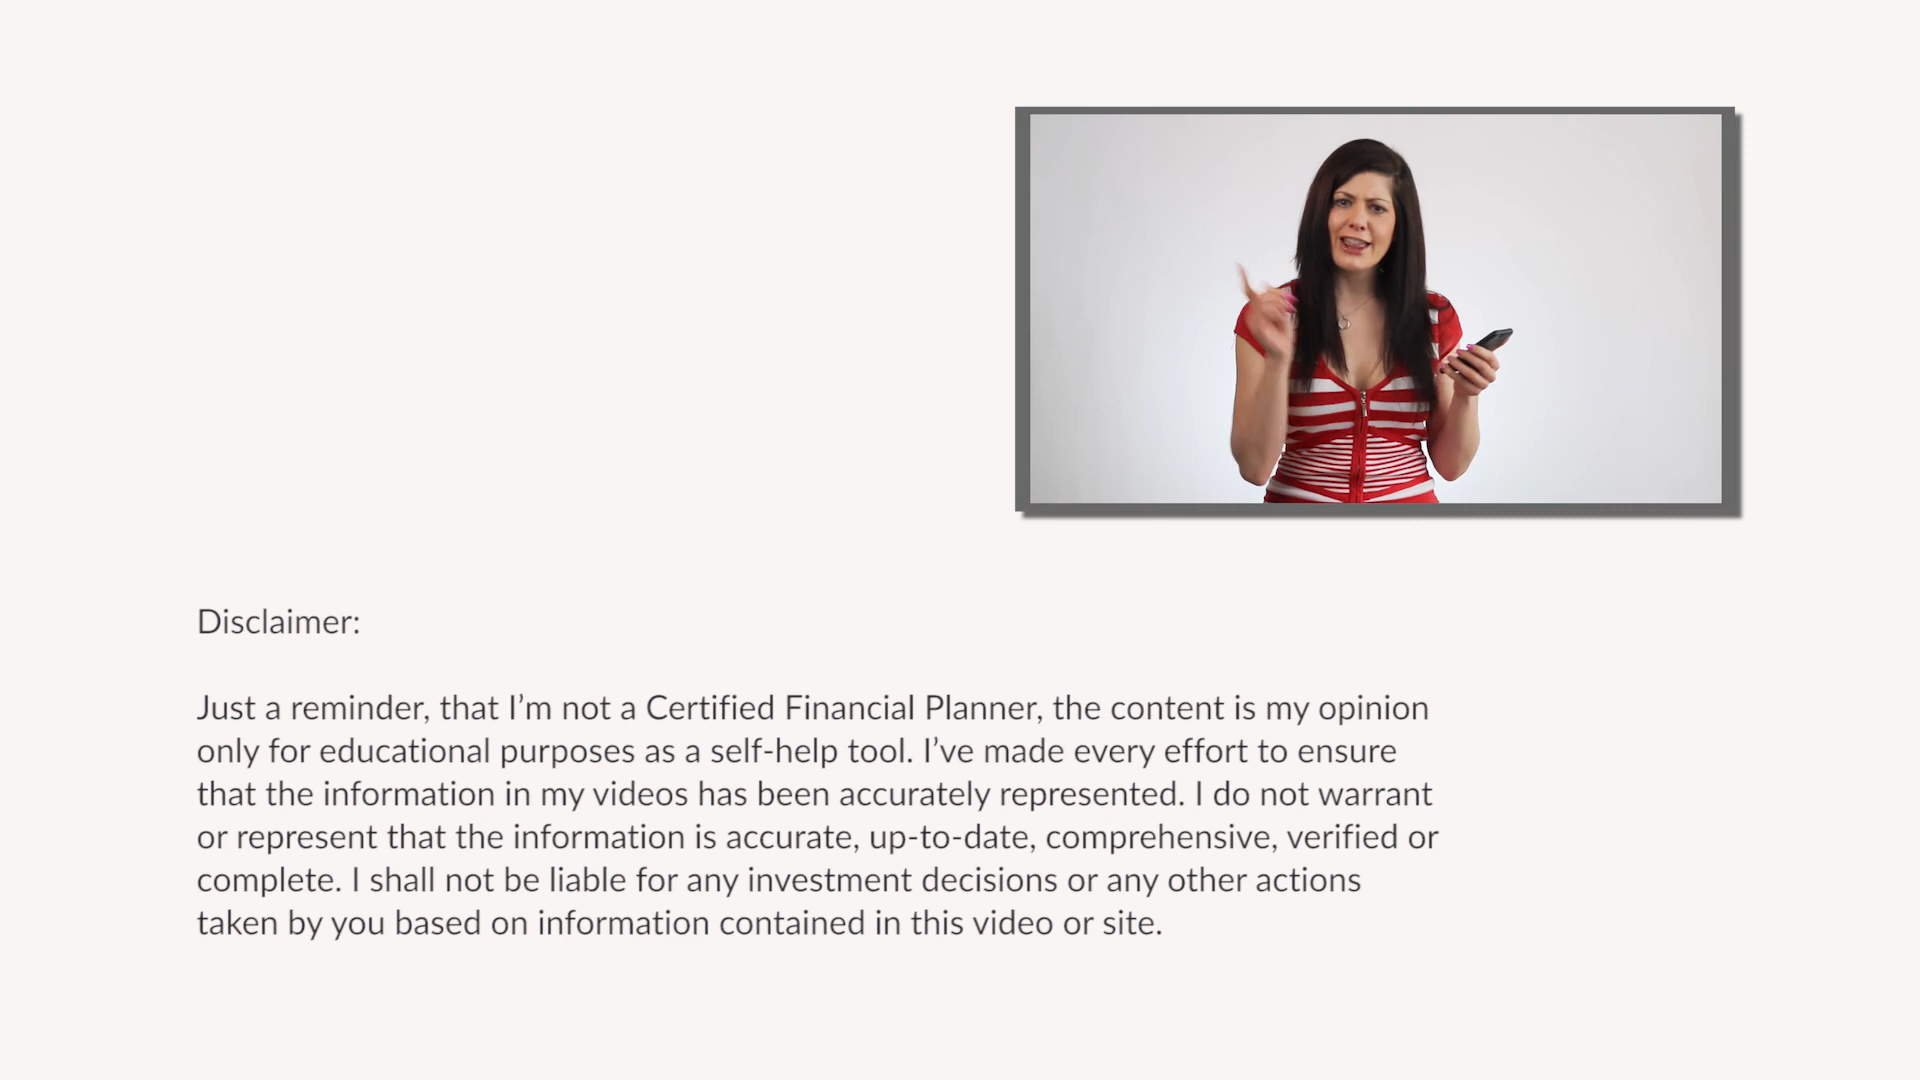 Disclaimer:
Just a reminder, that I’m not a Certified Financial Planner, the content is my opinion
only for educational purposes as a self-help tool. I’ve made every effort to ensure
that the information in my videos has been accurately represented. I do not warrant
or represent that the information is accurate, up-to-date, comprehensive, verified or
complete. I shall not be liable for any investment decisions or any other actions
taken by you based on information contained in this video or site.